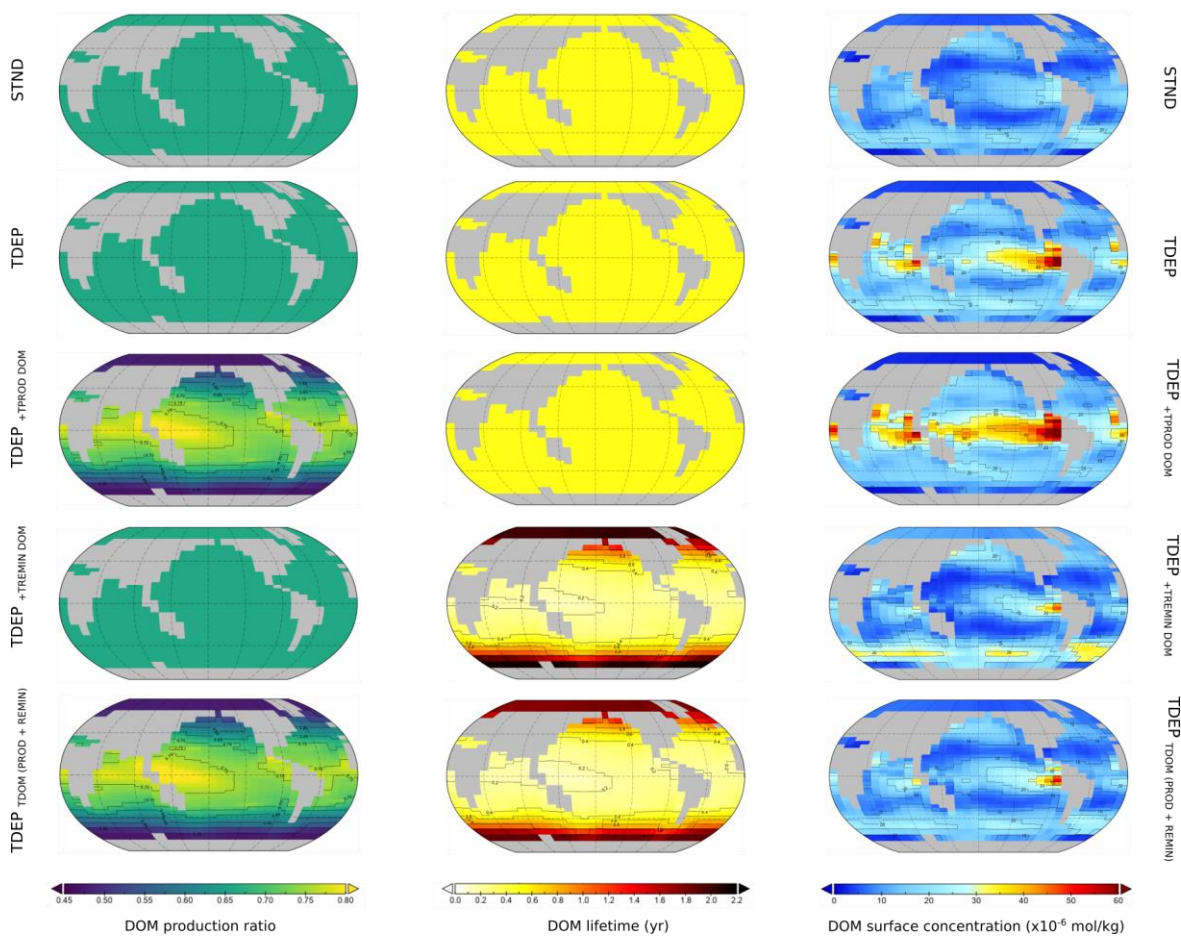 STND
STND
TDEP
TDEP
TDEP +TPROD DOM
TDEP +TPROD DOM
TDEP +TREMIN DOM
TDEP +TREMIN DOM
TDEP TDOM (PROD + REMIN)
TDEP TDOM (PROD + REMIN)
0.45 0.50 0.55 0.60 0.65 0.70 0.75 0.80
DOM production ratio
0.0 0.2 0.4 0.6 0.8 1.0 1.2 1.4 1.6 1.8 2.0 2.2
DOM lifetime (yr)
0 10 20 30 40 50 60
DOM surface concentration (x10⁻⁶ mol/kg)